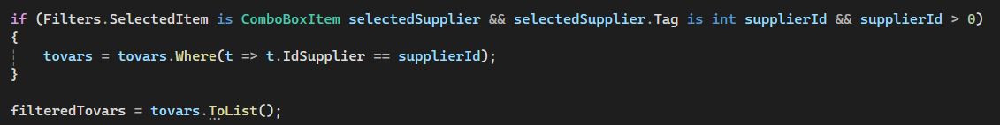 if (Filters.SelectedItem is ComboBoxItem selectedSupplier && selectedSupplier.Tag is int supplierId && supplierId > 0)
{
    tovars = tovars.Where(t => t.IdSupplier == supplierId);
}

filteredTovars = tovars.ToList();